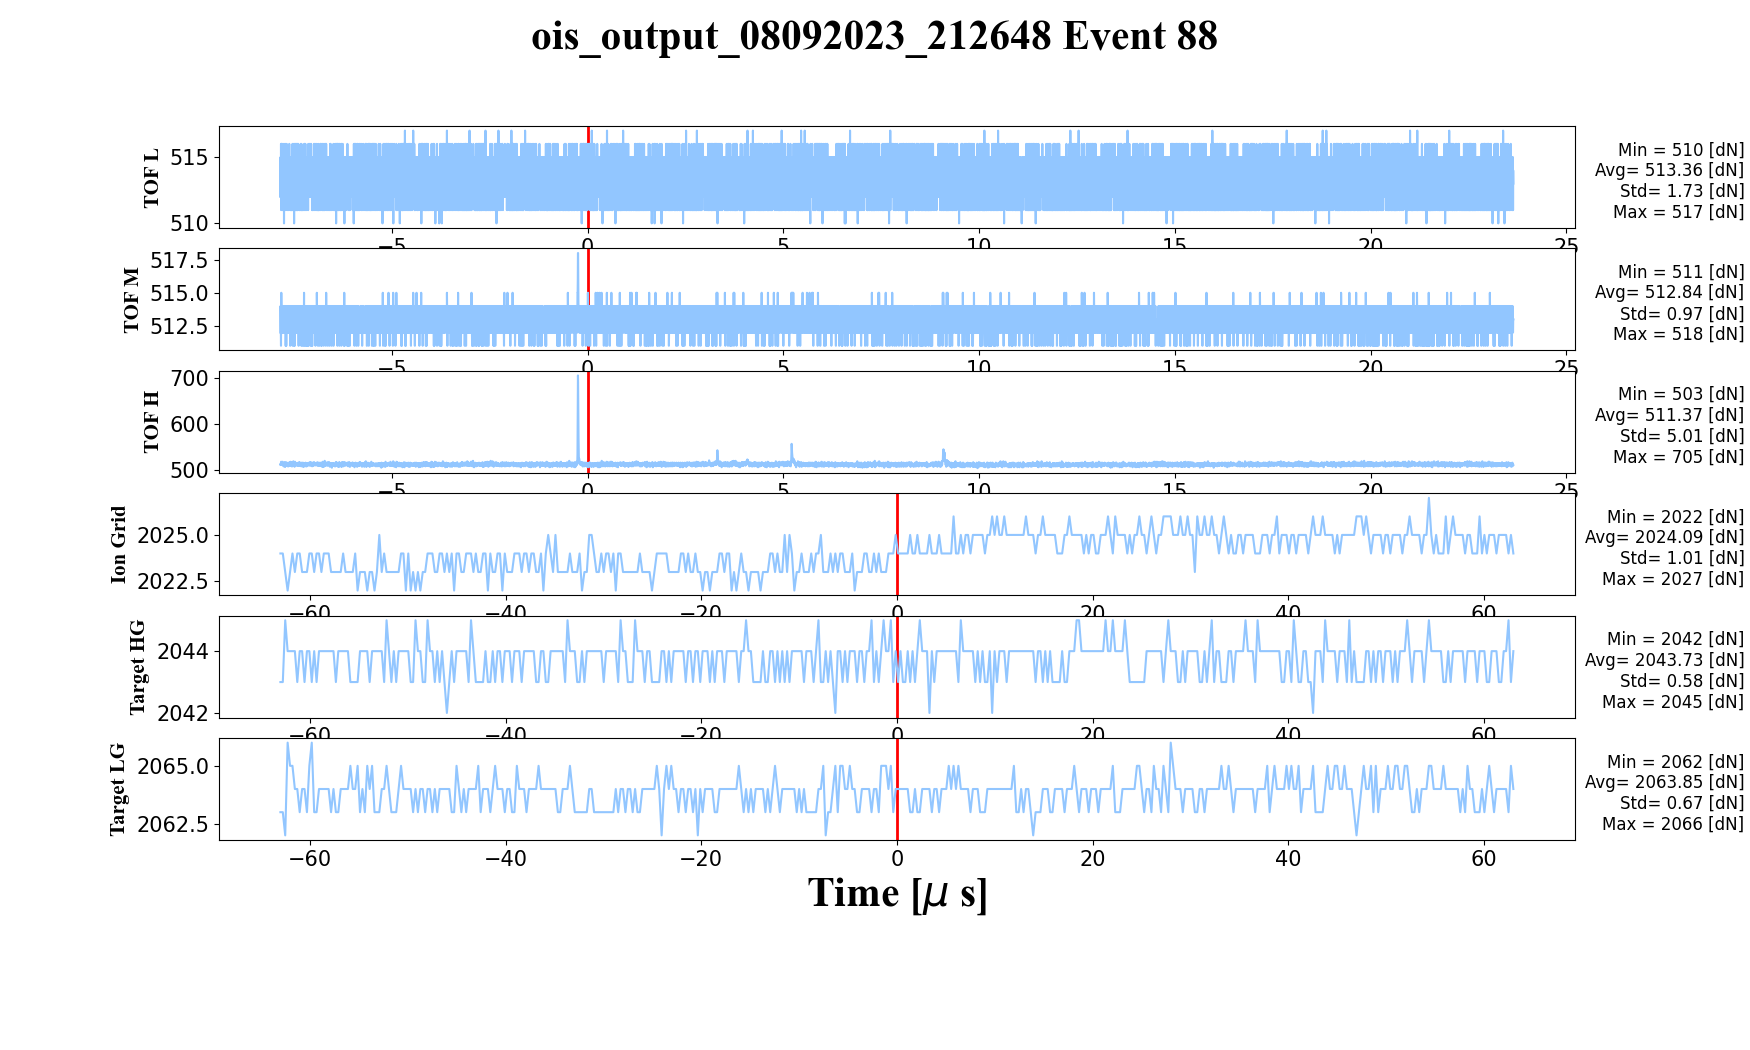 ois_output_08092023_212648 Event 88
TOF L
515
510
Min = 510 [dN]
Avg= 513.36 [dN]
Std= 1.73 [dN]
Max = 517 [dN]
−5 0 5 10 15 20 25
TOF M
517.5
515.0
512.5
Min = 511 [dN]
Avg= 512.84 [dN]
Std= 0.97 [dN]
Max = 518 [dN]
−5 0 5 10 15 20 25
TOF H
700
600
500
Min = 503 [dN]
Avg= 511.37 [dN]
Std= 5.01 [dN]
Max = 705 [dN]
−5 0 5 10 15 20 25
Ion Grid
2025.0
2022.5
Min = 2022 [dN]
Avg= 2024.09 [dN]
Std= 1.01 [dN]
Max = 2027 [dN]
−60 −40 −20 0 20 40 60
Target HG
2044
2042
Min = 2042 [dN]
Avg= 2043.73 [dN]
Std= 0.58 [dN]
Max = 2045 [dN]
−60 −40 −20 0 20 40 60
Target LG
2065.0
2062.5
Min = 2062 [dN]
Avg= 2063.85 [dN]
Std= 0.67 [dN]
Max = 2066 [dN]
−60 −40 −20 0 20 40 60
Time [μ s]